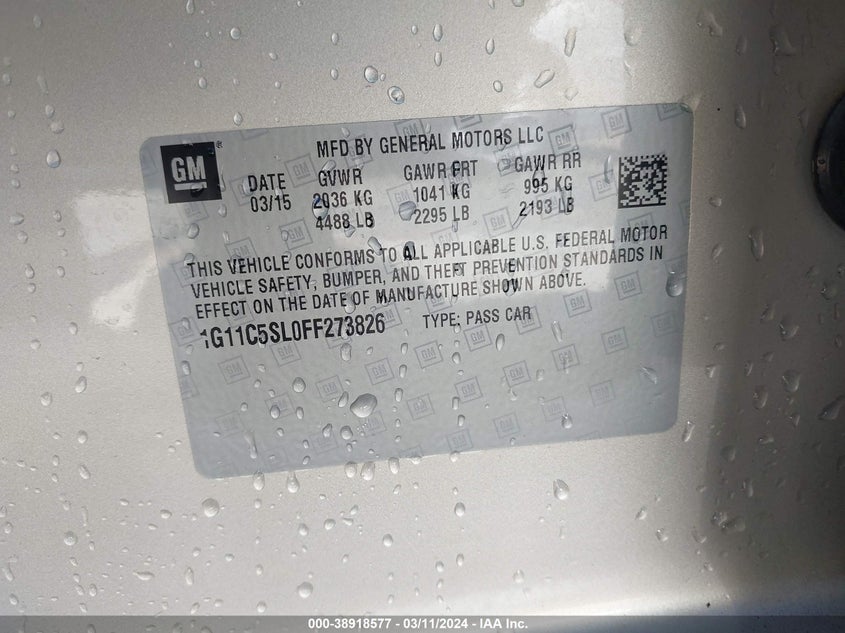 GM
MFD BY GENERAL MOTORS LLC
DATE GVWR GAWR FRT GAWR RR
03/15 2036 KG 1041 KG 995 KG
4488 LB 2295 LB 2193 LB
THIS VEHICLE CONFORMS TO ALL APPLICABLE U.S. FEDERAL MOTOR
VEHICLE SAFETY, BUMPER, AND THEFT PREVENTION STANDARDS IN
EFFECT ON THE DATE OF MANUFACTURE SHOWN ABOVE.
1G11C5SL0FF273826 TYPE: PASS CAR
000-38918577 - 03/11/2024 - IAA Inc.